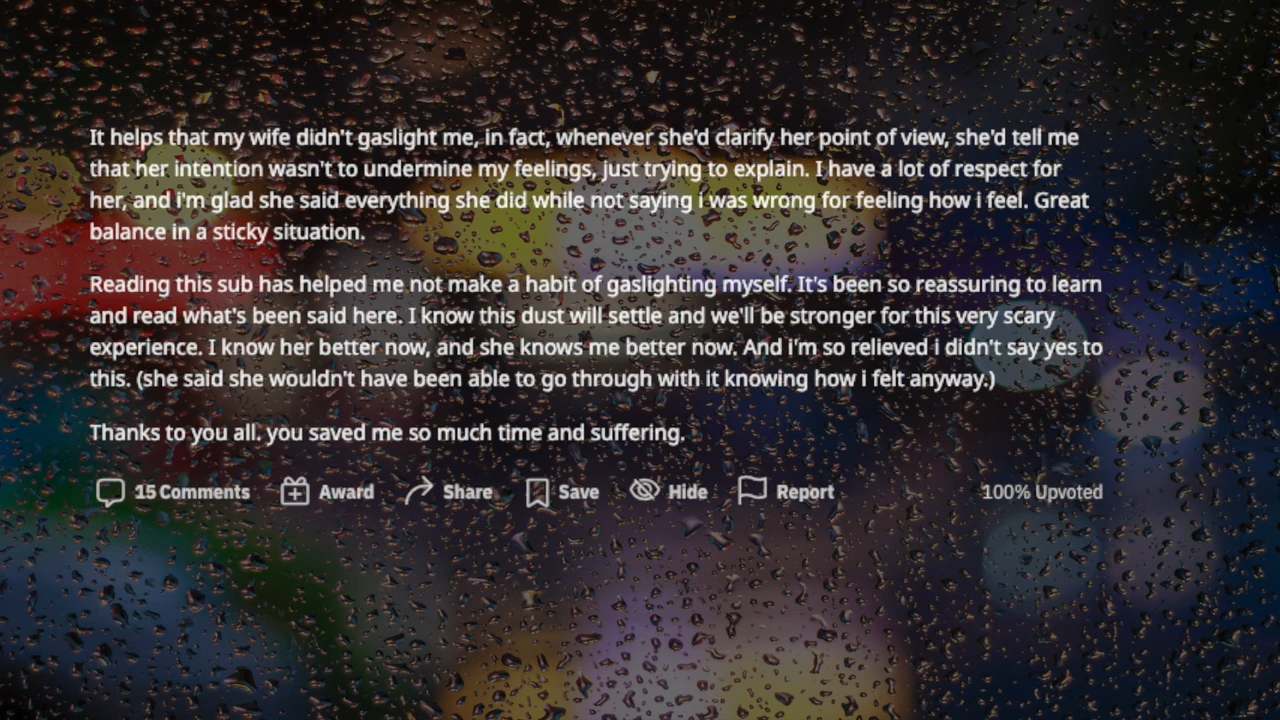 It helps that my wife didn't gaslight me, in fact, whenever she'd clarify her point of view, she'd tell me
that her intention wasn't to undermine my feelings, just trying to explain. I have a lot of respect for
her, and i'm glad she said everything she did while not saying i was wrong for feeling how i feel. Great
balance in a sticky situation.
Reading this sub has helped me not make a habit of gaslighting myself. It's been so reassuring to learn
and read what's been said here. I know this dust will settle and we'll be stronger for this very scary
experience. I know her better now, and she knows me better now. And i'm so relieved i didn't say yes to
this. (she said she wouldn't have been able to go through with it knowing how i felt anyway.)
Thanks to you all. you saved me so much time and suffering.
15 Comments Award Share Save Hide Report 100% Upvoted